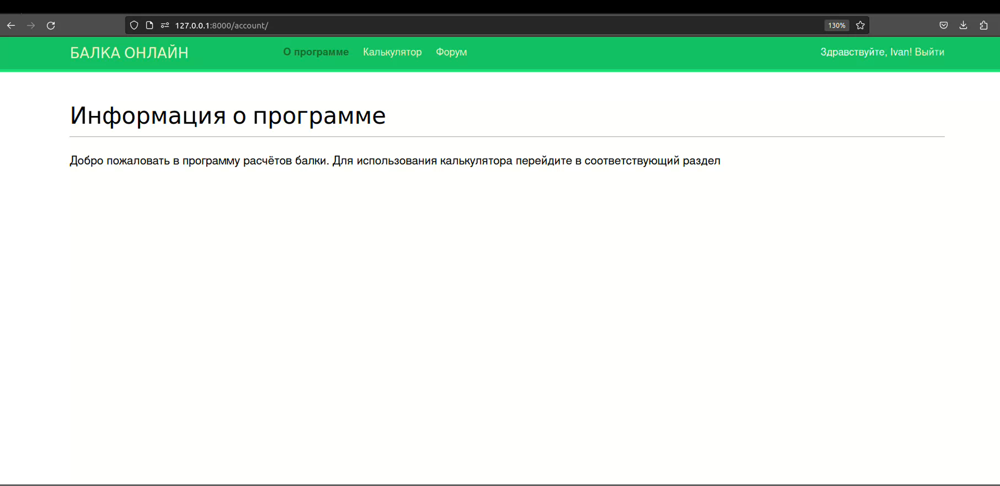 127.0.0.1:8000/account/
130%
БАЛКА ОНЛАЙН
О программе Калькулятор Форум
Здравствуйте, Ivan! Выйти
Информация о программе
Добро пожаловать в программу расчётов балки. Для использования калькулятора перейдите в соответствующий раздел